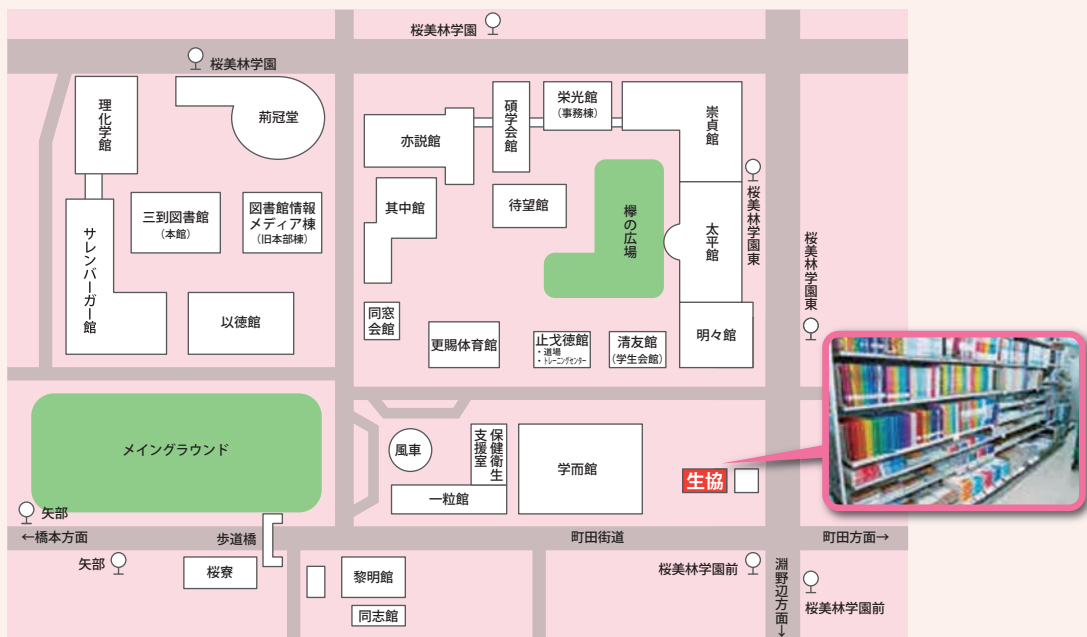 桜美林学園
桜美林学園
理化学館
前冠堂
亦説館
碩学会館
栄光館
(事務棟)
崇貞館
三到図書館
(本館)
図書館情報
メディア棟
(旧本部棟)
其中館
待望館
欅の広場
太平館
桜美林学園東
桜美林学園東
サレンバーガー館
以徳館
同窓
会館
更賜体育館
止戈徳館
・道場
・トレーニングセンター
清友館
(学生会館)
明々館
メイングラウンド
風車
保健衛生
支援室
一粒館
学而館
生協
矢部
←橋本方面
歩道橋
町田街道
町田方面→
矢部
桜寮
黎明館
同志館
桜美林学園前
淵野辺方面→
桜美林学園前